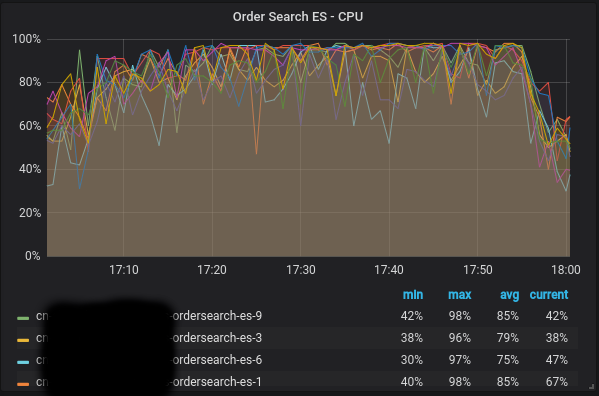 Order Search ES - CPU
100%
80%
60%
40%
20%
0%
17:10 17:20 17:30 17:40 17:50 18:00
min max avg current
-ordersearch-es-9 42% 98% 85% 42%
-ordersearch-es-3 38% 96% 79% 38%
-ordersearch-es-6 30% 97% 75% 47%
-ordersearch-es-1 40% 98% 85% 67%